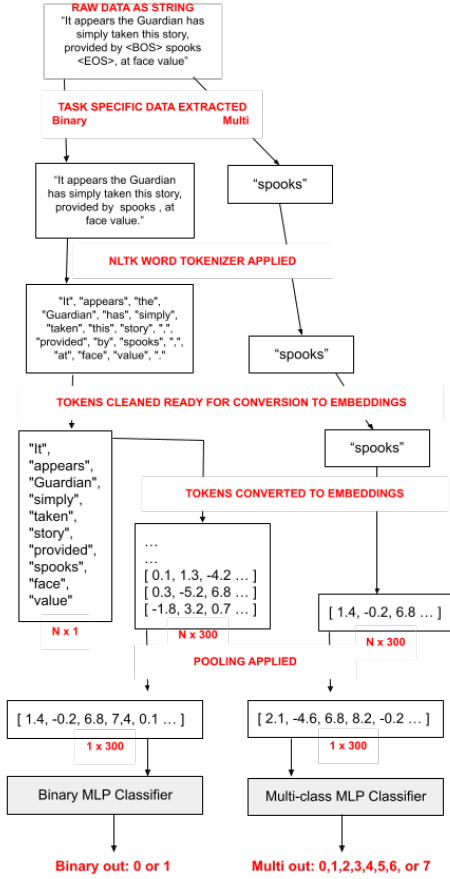 RAW DATA AS STRING
“It appears the Guardian has
simply taken this story,
provided by <BOS> spooks
<EOS>, at face value”
TASK SPECIFIC DATA EXTRACTED
Binary
Multi
“It appears the Guardian
has simply taken this story,
provided by spooks , at
face value.”
“spooks”
NLTK WORD TOKENIZER APPLIED
"It", "appears", "the",
"Guardian", "has", "simply",
"taken", "this", "story", ",",
"provided", "by", "spooks", ",",
"at", "face", "value", "."
“spooks”
TOKENS CLEANED READY FOR CONVERSION TO EMBEDDINGS
"It",
"appears",
"Guardian",
"simply",
"taken",
"story",
"provided",
"spooks",
"face",
"value"
N x 1
“spooks”
TOKENS CONVERTED TO EMBEDDINGS
...
...
[ 0.1, 1.3, -4.2 ... ]
[ 0.3, -5.2, 6.8 ... ]
[ -1.8, 3.2, 0.7 ... ]
N x 300
[ 1.4, -0.2, 6.8 ... ]
N x 300
POOLING APPLIED
[ 1.4, -0.2, 6.8, 7,4, 0.1 ... ]
1 x 300
[ 2.1, -4.6, 6.8, 8.2, -0.2 ... ]
1 x 300
Binary MLP Classifier
Multi-class MLP Classifier
Binary out: 0 or 1
Multi out: 0,1,2,3,4,5,6, or 7